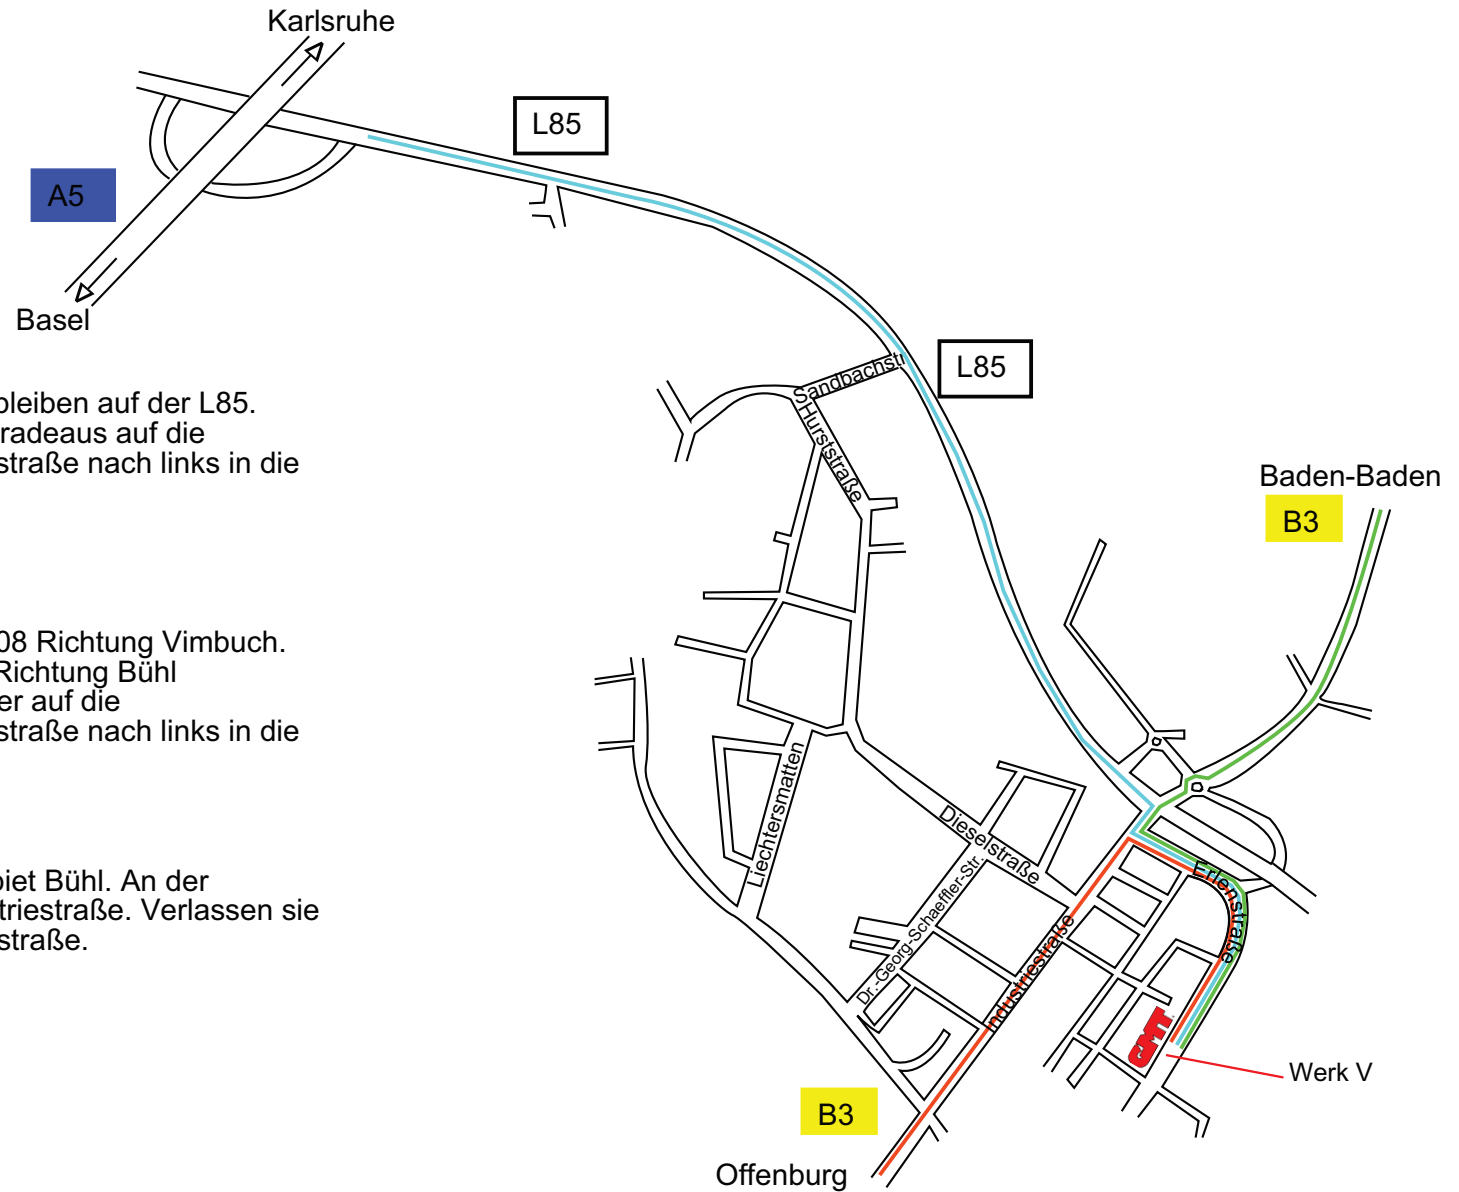 Karlsruhe
L85
A5
Basel
L85
Sandbachstr
Hurststraße
bleiben auf der L85.
radeaus auf die
straße nach links in die
Baden-Baden
B3
08 Richtung Vimbuch.
Richtung Bühl
er auf die
straße nach links in die
Liechtersmatten
Dieselstraße
Dr.-Georg-Schaeffler-Str.
Erlenstraße
Industriestraße
biet Bühl. An der
triestraße. Verlassen sie
straße.
GMT
Werk V
B3
Offenburg